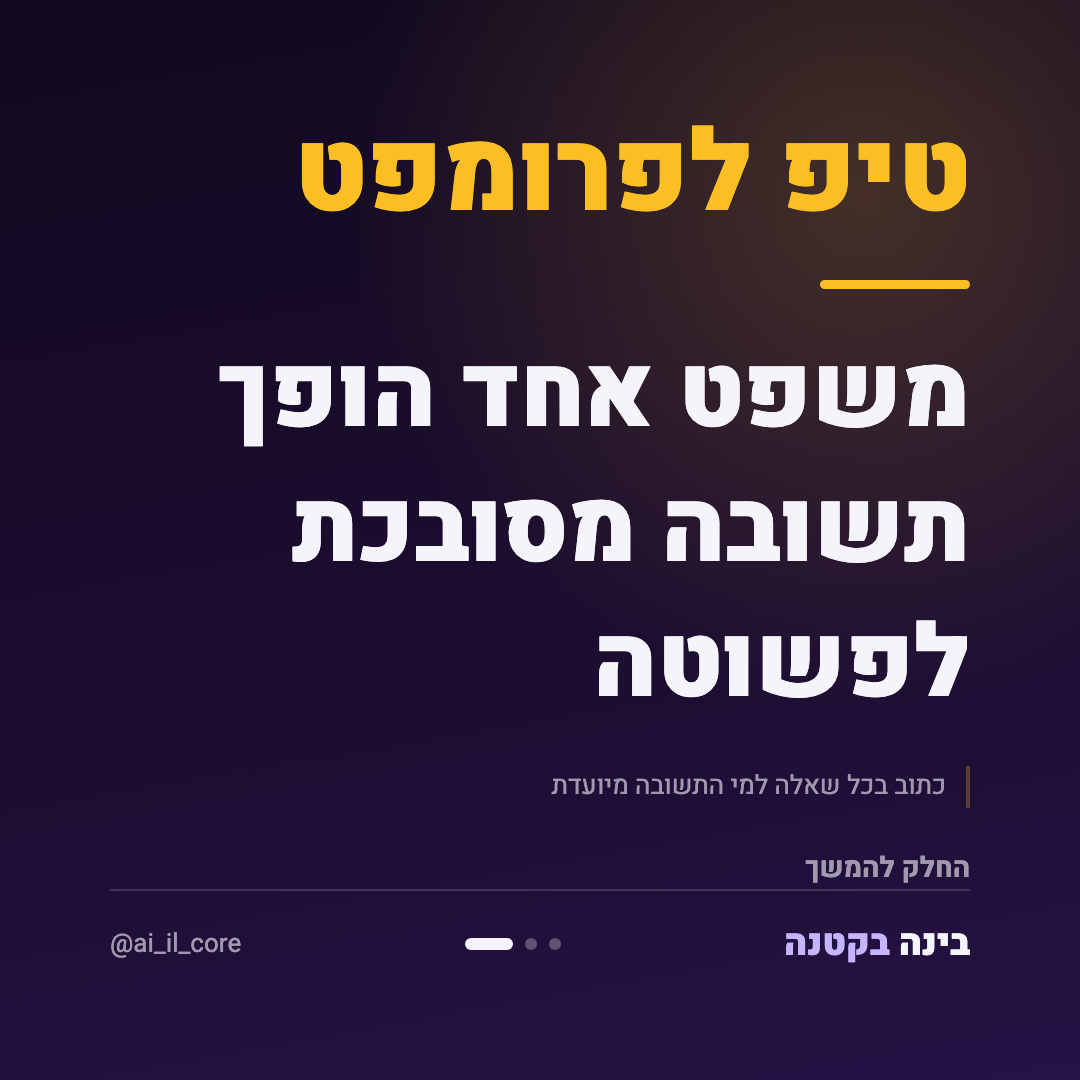 טיפ לפרומפט
משפט אחד הופך
תשובה מסובכת
לפשוטה
כתוב בכל שאלה למי התשובה מיועדת
החלק להמשך
בינה בקטנה
@ai_il_core